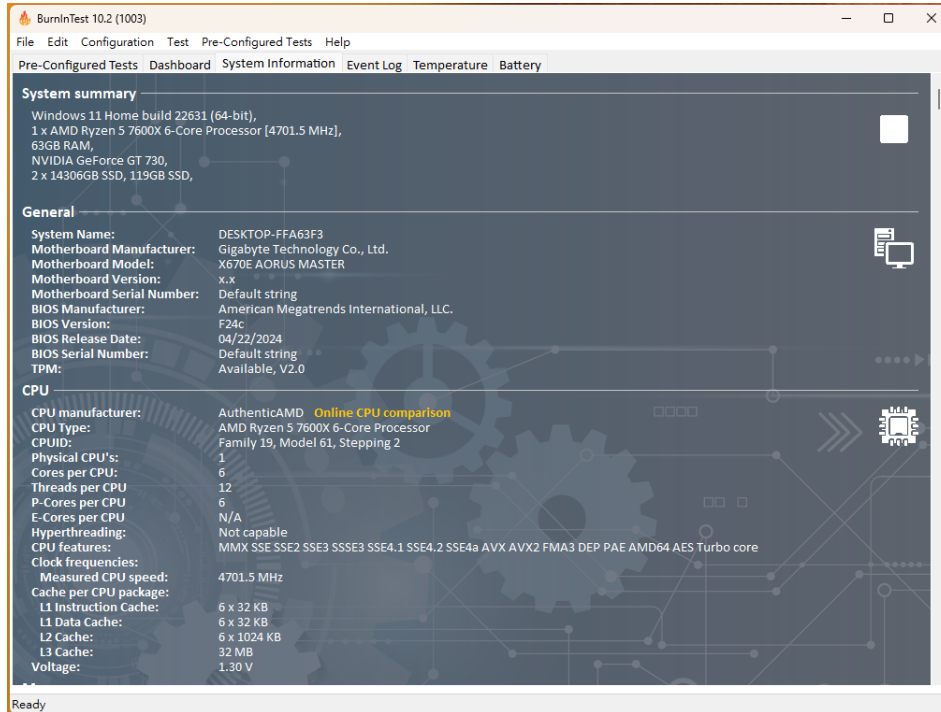 BurnInTest 10.2 (1003)
File Edit Configuration Test Pre-Configured Tests Help
Pre-Configured Tests Dashboard System Information Event Log Temperature Battery
System summary
Windows 11 Home build 22631 (64-bit),
1 x AMD Ryzen 5 7600X 6-Core Processor [4701.5 MHz],
63GB RAM,
NVIDIA GeForce GT 730,
2 x 14306GB SSD, 119GB SSD,
General
System Name: DESKTOP-FFA63F3
Motherboard Manufacturer: Gigabyte Technology Co., Ltd.
Motherboard Model: X670E AORUS MASTER
Motherboard Version: x.x
Motherboard Serial Number: Default string
BIOS Manufacturer: American Megatrends International, LLC.
BIOS Version: F24c
BIOS Release Date: 04/22/2024
BIOS Serial Number: Default string
TPM: Available, V2.0
CPU
CPU manufacturer: AuthenticAMD Online CPU comparison
CPU Type: AMD Ryzen 5 7600X 6-Core Processor
CPUID: Family 19, Model 61, Stepping 2
Physical CPU's: 1
Cores per CPU: 6
Threads per CPU 12
P-Cores per CPU 6
E-Cores per CPU N/A
Hyperthreading: Not capable
CPU features: MMX SSE SSE2 SSE3 SSSE3 SSE4.1 SSE4.2 SSE4a AVX AVX2 FMA3 DEP PAE AMD64 AES Turbo core
Clock frequencies:
Measured CPU speed: 4701.5 MHz
Cache per CPU package:
L1 Instruction Cache: 6 x 32 KB
L1 Data Cache: 6 x 32 KB
L2 Cache: 6 x 1024 KB
L3 Cache: 32 MB
Voltage: 1.30 V
Ready